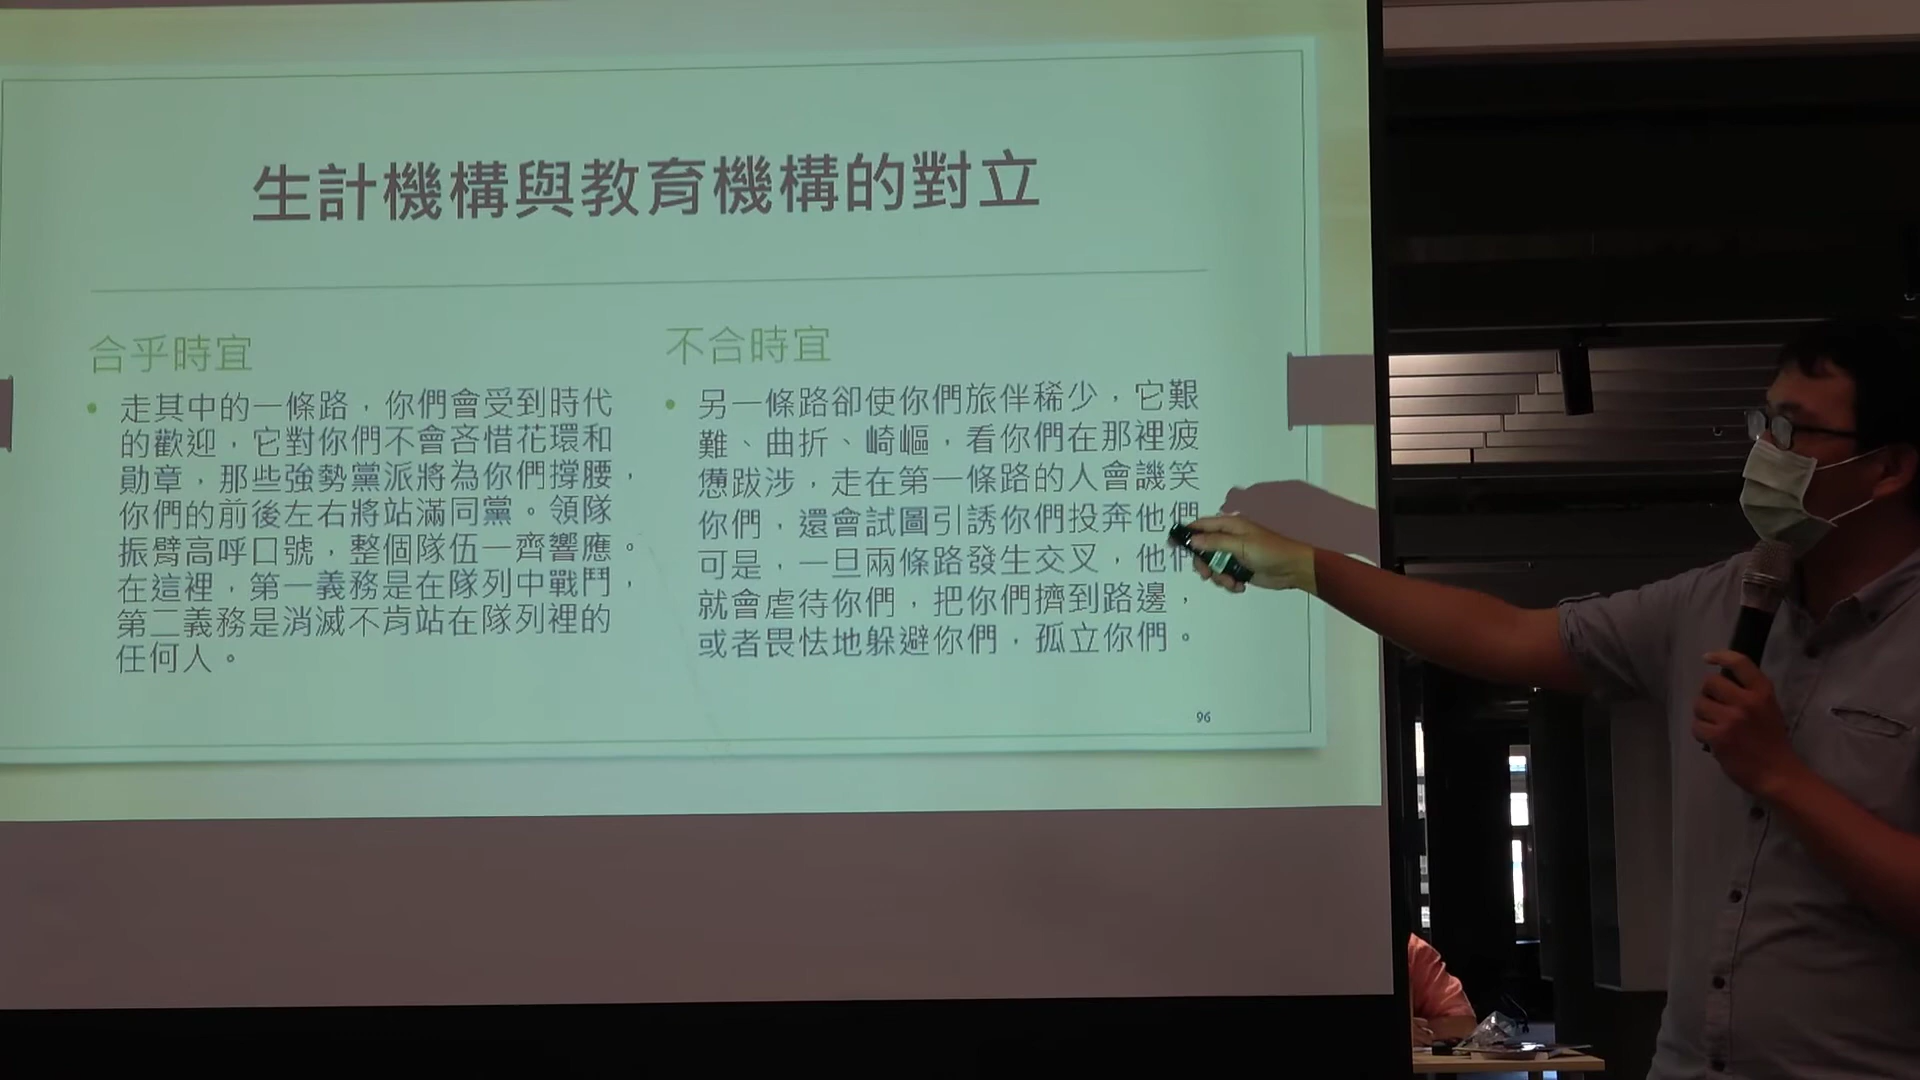 生計機構與教育機構的對立
合乎時宜
• 走其中的一條路，你們會受到時代
的歡迎，它對你們不會吝惜花環和
勛章，那些強勢黨派將為你們撐腰，
你們的前後左右將站滿同黨。領隊
振臂高呼口號，整個隊伍一齊響應。
在這裡，第一義務是在隊列中戰鬥，
第二義務是消滅不肯站在隊列裡的
任何人。
不合時宜
• 另一條路卻使你們旅伴稀少，它艱
難、曲折、崎嶇，看你們在那裡疲
憊跋涉，走在第一條路的人會譏笑
你們，還會試圖引誘你們投奔他們
可是，一旦兩條路發生交叉，他們
就會虐待你們，把你們擠到路邊，
或者畏怯地躲避你們，孤立你們。
96